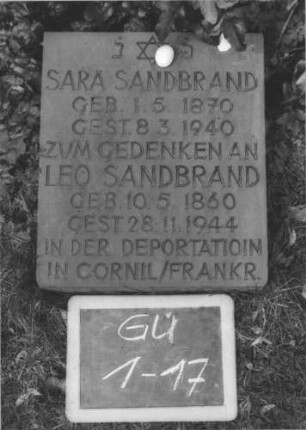 נ פ
SARA SANDBRAND
GEB. 1. 5. 1870
GEST. 8 3. 1940
ZUM GEDENKEN AN
LEO SANDBRAND
GEB 10. 5. 1860
GEST 28. 11. 1944
IN DER DEPORTATIOIN
IN CORNIL/FRANKR.
GÜ
1-17